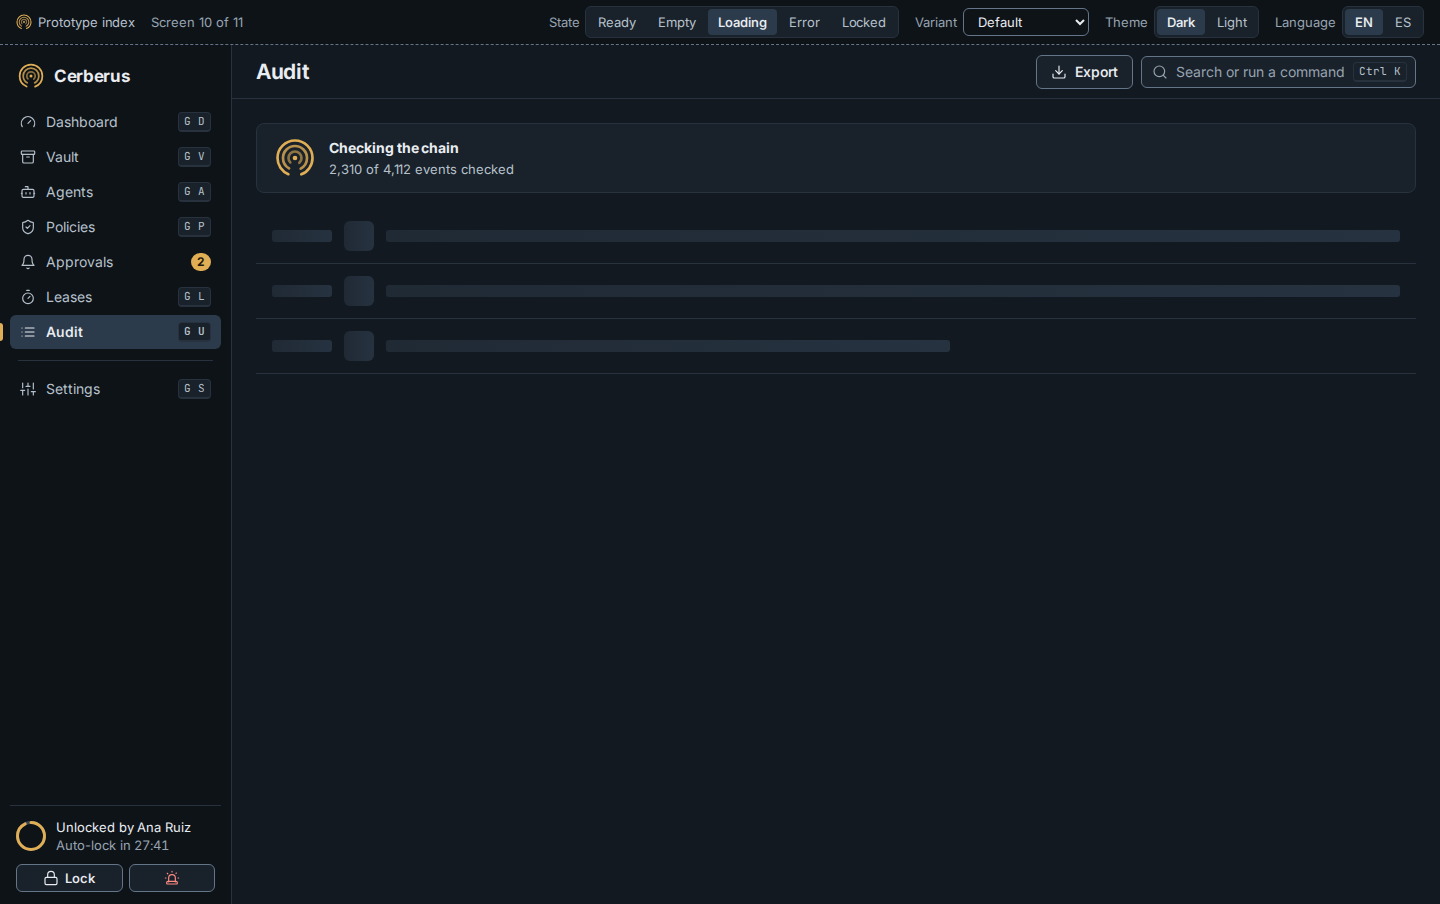 Prototype index Screen 10 of 11 State Ready Empty Loading Error Locked Variant Default Theme Dark Light Language EN ES
Cerberus
Audit
Export
Search or run a command Ctrl K
Dashboard G D
Vault G V
Agents G A
Policies G P
Approvals 2
Leases G L
Audit G U
Settings G S
Checking the chain
2,310 of 4,112 events checked
Unlocked by Ana Ruiz
Auto-lock in 27:41
Lock